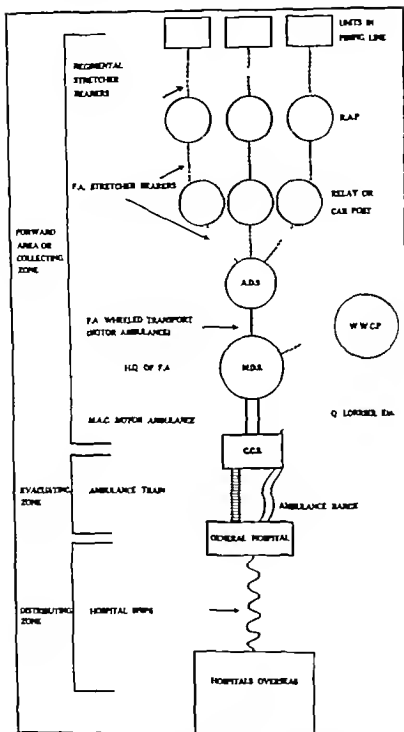 UNITS IN
FIRING LINE
REGIMENTAL
STRETCHER
BEARERS
R.A.P
F.A. STRETCHER BEARERS
RELAY OR
CAR POST
FORWARD
AREA OR
COLLECTING
ZONE
A.D.S
F.A WHEELED TRANSPORT
(MOTOR AMBULANCE)
W.W.C.P
H.Q. OF F.A
M.D.S.
M.A.C. MOTOR AMBULANCE
Q LORRIES, Etc.
C.C.S.
EVACUATING
ZONE
AMBULANCE TRAIN
AMBULANCE BARGE
GENERAL HOSPITAL
DISTRIBUTING
ZONE
HOSPITAL SHIPS
HOSPITALS OVERSEAS